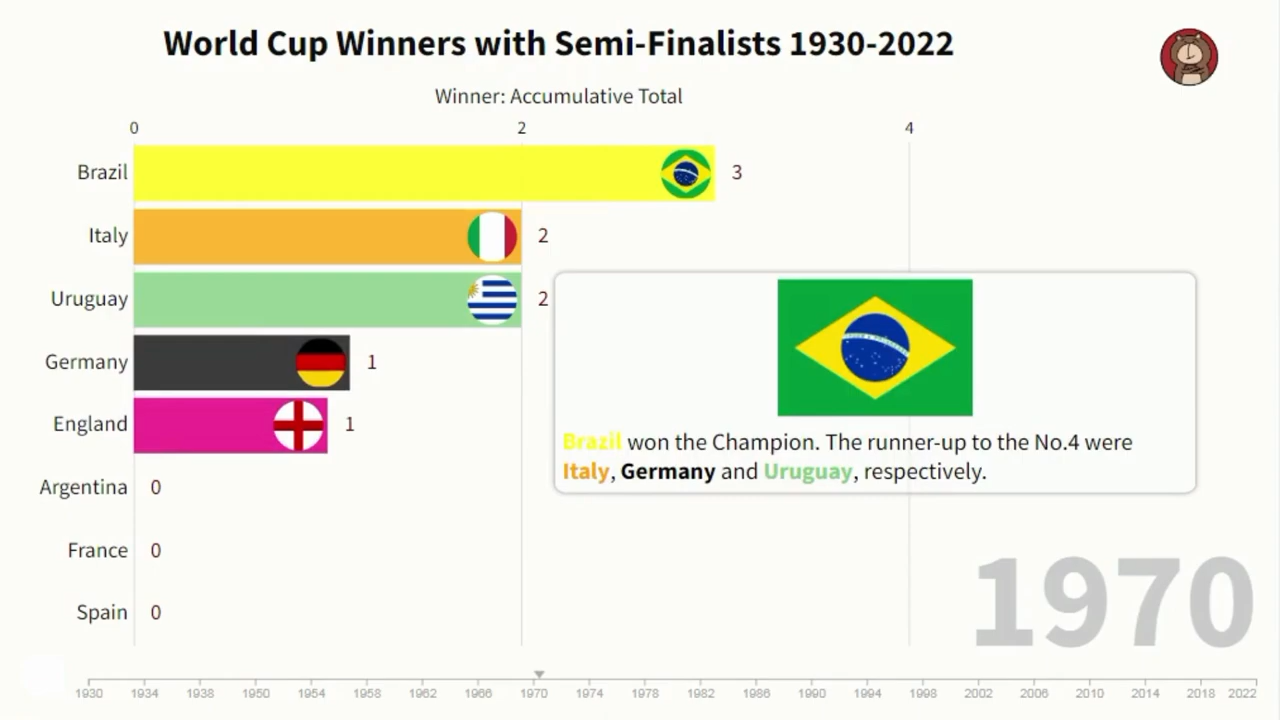 World Cup Winners with Semi-Finalists 1930-2022
Winner: Accumulative Total
0 2 4
Brazil 3
Italy 2
Uruguay 2
Germany 1
England 1
Argentina 0
France 0
Spain 0
Brazil won the Champion. The runner-up to the No.4 were
Italy, Germany and Uruguay, respectively.
1970
1930 1934 1938 1950 1954 1958 1962 1966 1970 1974 1978 1982 1986 1990 1994 1998 2002 2006 2010 2014 2018 2022